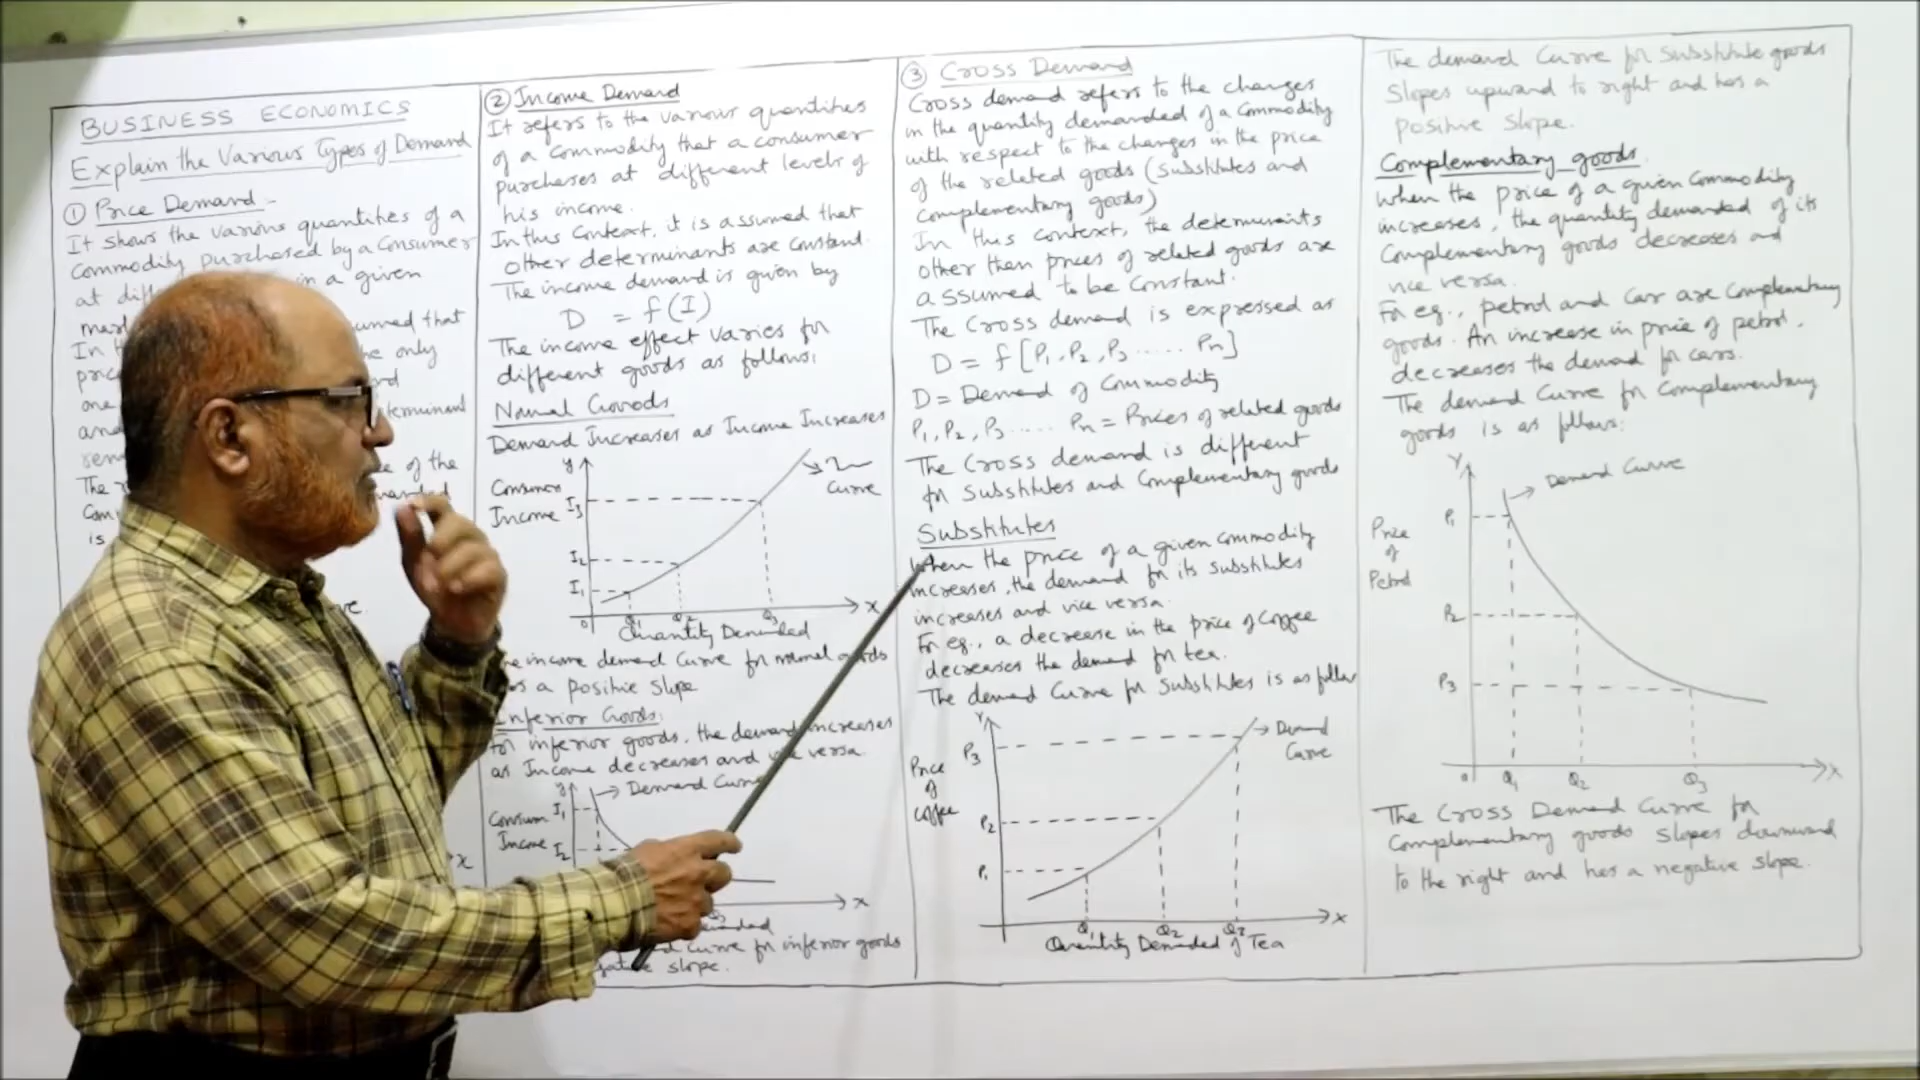 BUSINESS ECONOMICS
Explain the Various Types of Demand
① Price Demand -
It shows the various quantities of a
Commodity purchased by a Consumer
at in a given
umed that
In only
and
terminant
and
The of the
is
② Income Demand
It refers to the various quantities
of a Commodity that a consumer
purchases at different levels of
his income.
In this Context, it is assumed that
other determinants are constant.
The income demand is given by
D = f(I)
The income effect varies for
different goods as follows:
Normal Goods
Demand Increases as Income Increases
y
Consumer
Income
I3
I2
I1
Curve
0 Q1 Q2 Q3 x
Quantity Demanded
income demand Curve for normal goods
a positive slope
Inferior Goods:
for inferior goods, the demand increases
as Income decreases and versa.
y
Demand Curve
Income
I1
I2
x
x
curve for inferior goods
slope.
③ Cross Demand
Cross demand refers to the changes
in the quantity demanded of a Commodity
with respect to the changes in the price
of the related goods (Substitutes and
Complementary goods)
In this context, the determinants
other than prices of related goods are
assumed to be Constant.
The Cross demand is expressed as
D = f [P1, P2, P3 ..... Pn]
D = Demand of Commodity
P1, P2, P3 ..... Pn = Prices of related goods
The Cross demand is different
for Substitutes and Complementary goods
Substitutes
When the price of a given commodity
increases, the demand for its substitutes
increases and vice versa.
For eg., a decrease in the price of Coffee
decreases the demand for tea.
The demand Curve for Substitutes is as follows
Y
Price
of
Coffee
P3
P2
P1
Demand
Curve
Q1 Q2 Q3 X
Quantity Demanded of Tea
The demand Curve for Substitute goods
Slopes upward to right and has a
positive slope.
Complementary goods.
When the price of a given Commodity
increases, the quantity demanded of its
Complementary goods decreases and
vice versa.
For eg., petrol and Car are Complementary
goods. An increase in price of petrol,
decreases the demand for cars.
The demand Curve for Complementary
goods is as follows:
Y
Demand Curve
Price
of
Petrol
P1
P2
P3
0 Q1 Q2 Q3 X
The Cross Demand Curve for
Complementary goods slopes downward
to the right and has a negative slope.